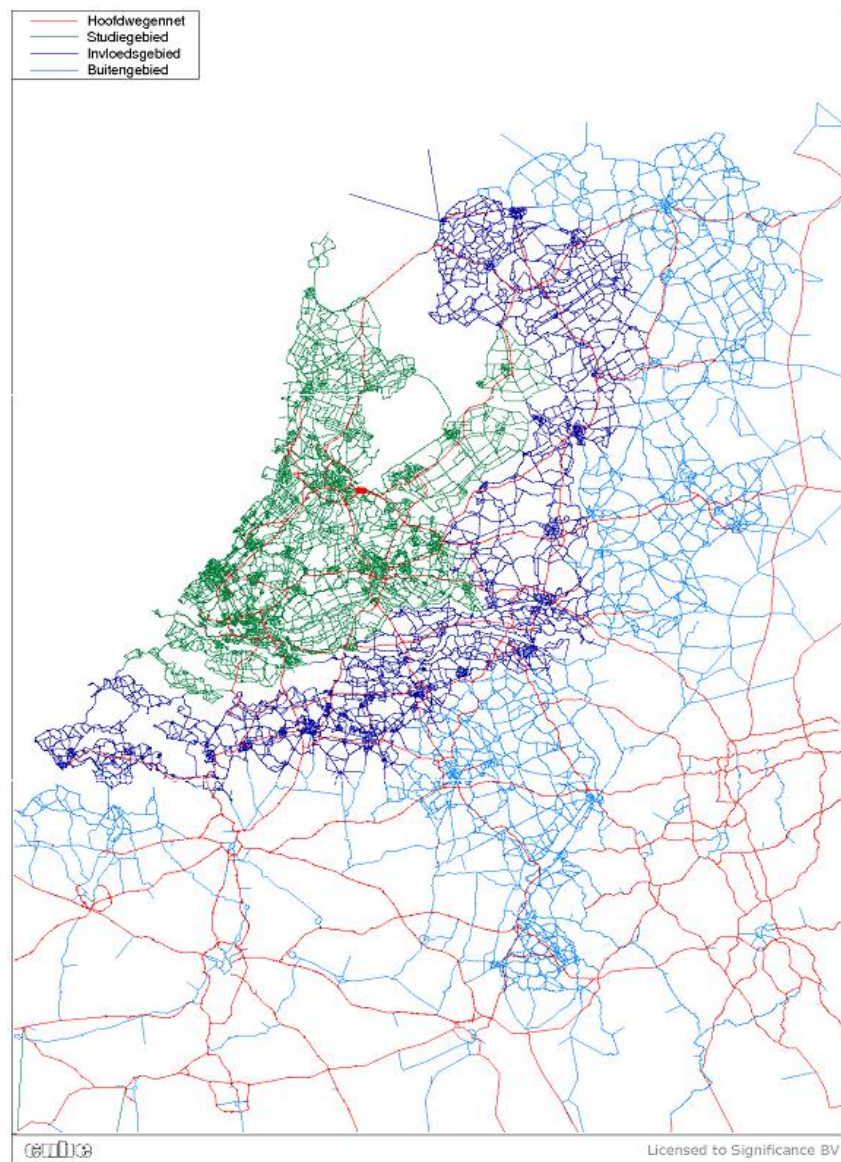 Hoofdwegennet
Studiegebied
Invloedsgebied
Buitengebied
Licensed to Significance BV